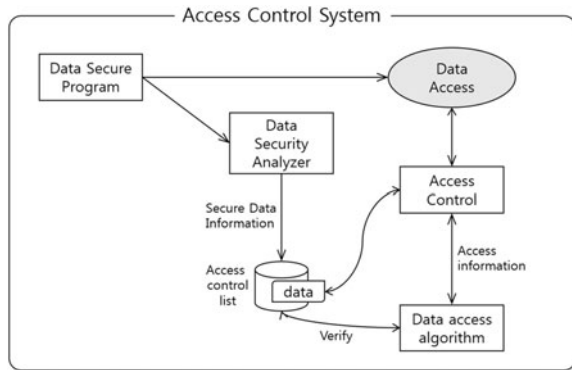 Access Control System
Data Secure
Program
Data
Access
Data
Security
Analyzer
Access
Control
Secure Data
Information
Access
information
Access
control
list
data
Data access
algorithm
Verify